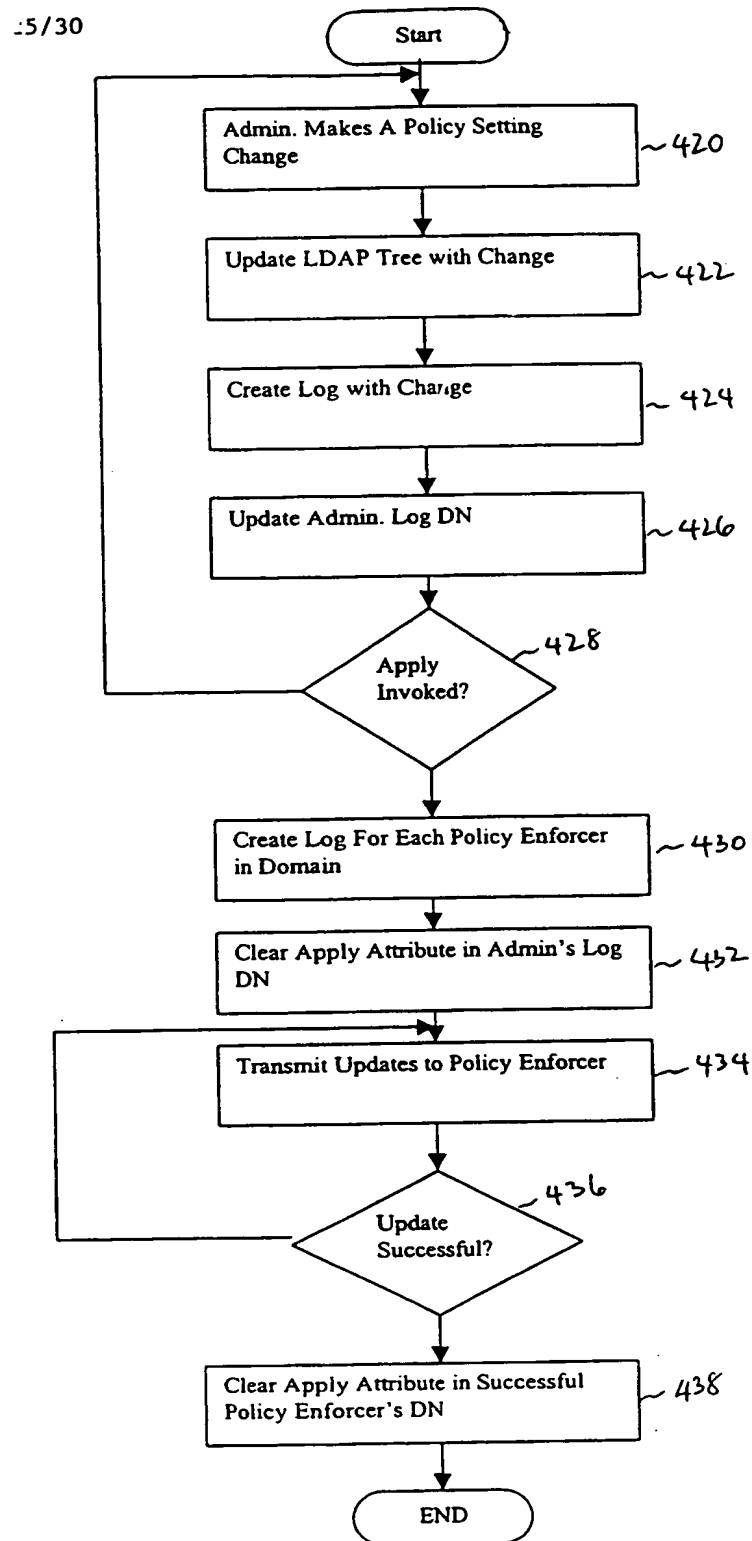 5/30
Start
Admin. Makes A Policy Setting
Change
~ 420
Update LDAP Tree with Change
~ 422
Create Log with Change
~ 424
Update Admin. Log DN
~ 426
428
Apply
Invoked?
Create Log For Each Policy Enforcer
in Domain
~ 430
Clear Apply Attribute in Admin's Log
DN
~ 432
Transmit Updates to Policy Enforcer
~ 434
436
Update
Successful?
Clear Apply Attribute in Successful
Policy Enforcer's DN
~ 438
END